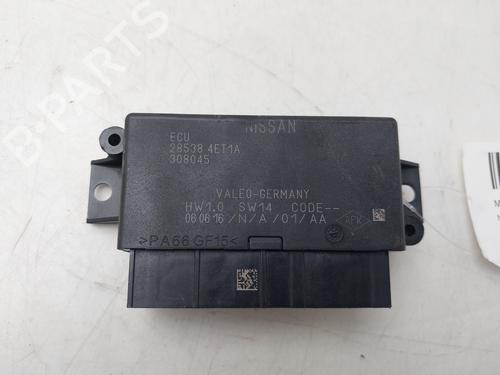 NISSAN
ECU
28538 4ET1A
308045
VALEO-GERMANY
HW1.0 SW14 CODE--
060616/N/A/01/AA
>PA66 GF15<
B-PARTS